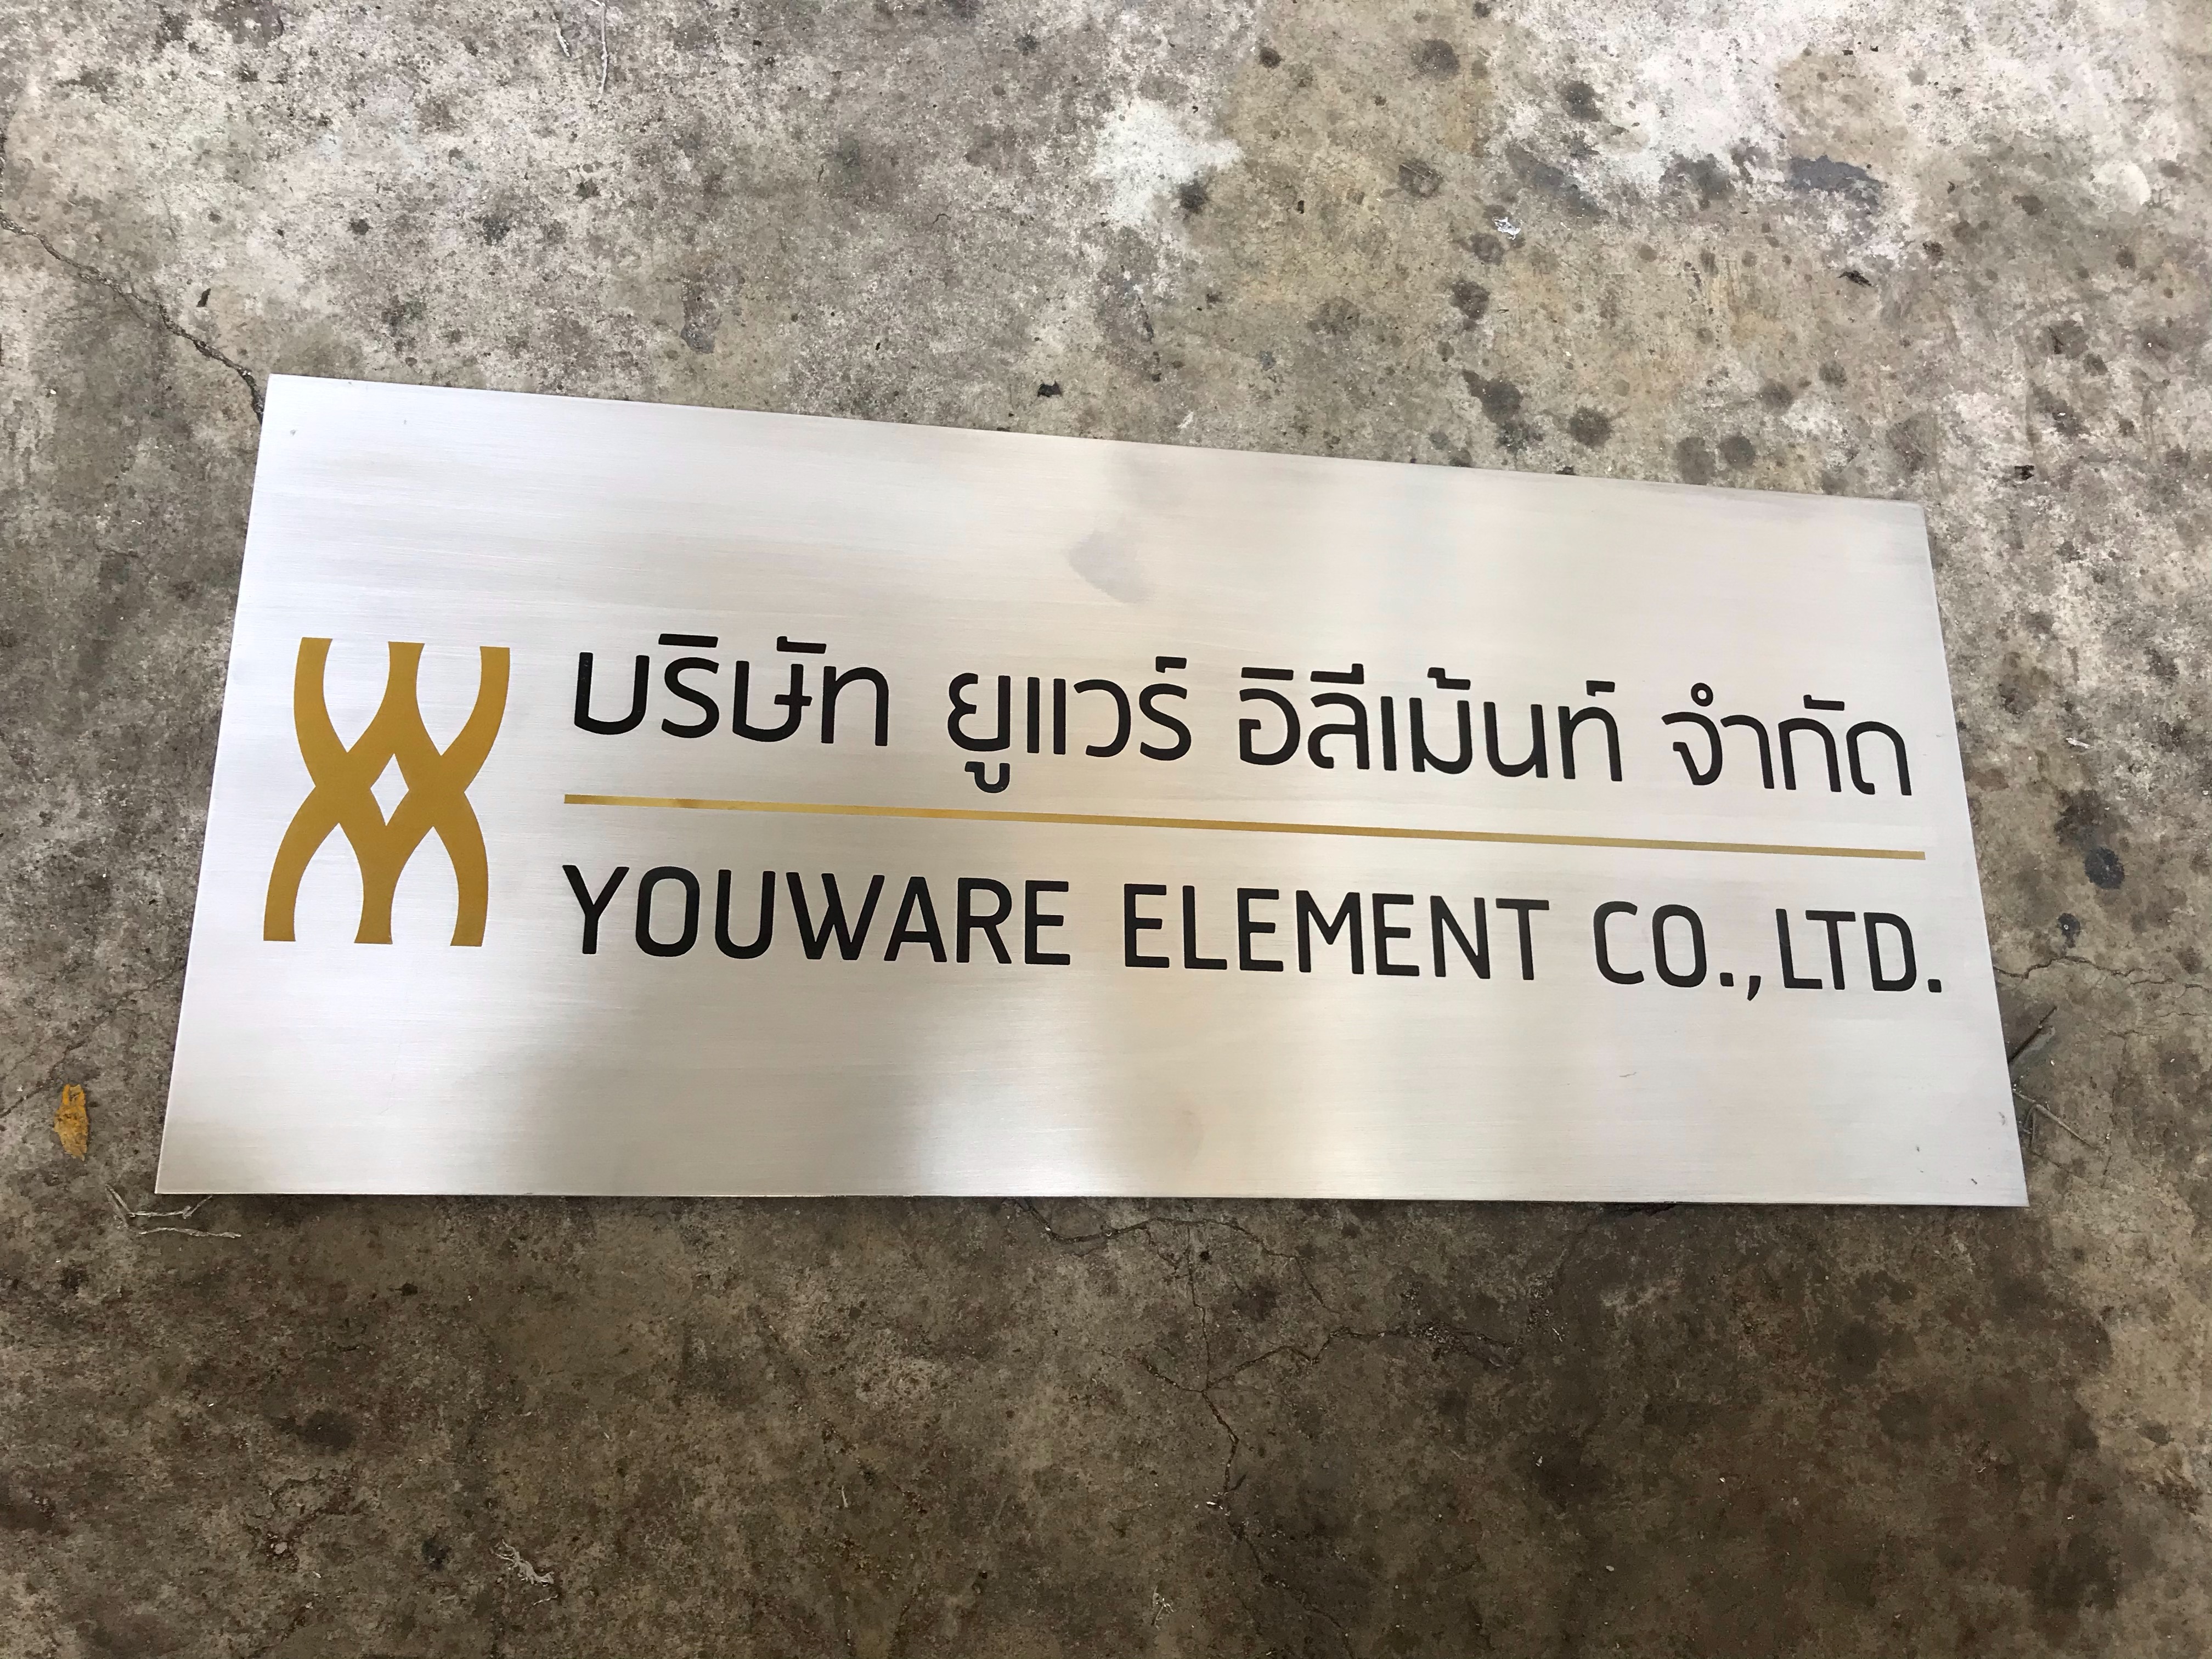 บริษัท ยูแวร์ อิลีเม้นท์ จำกัด
YOUWARE ELEMENT CO.,LTD.